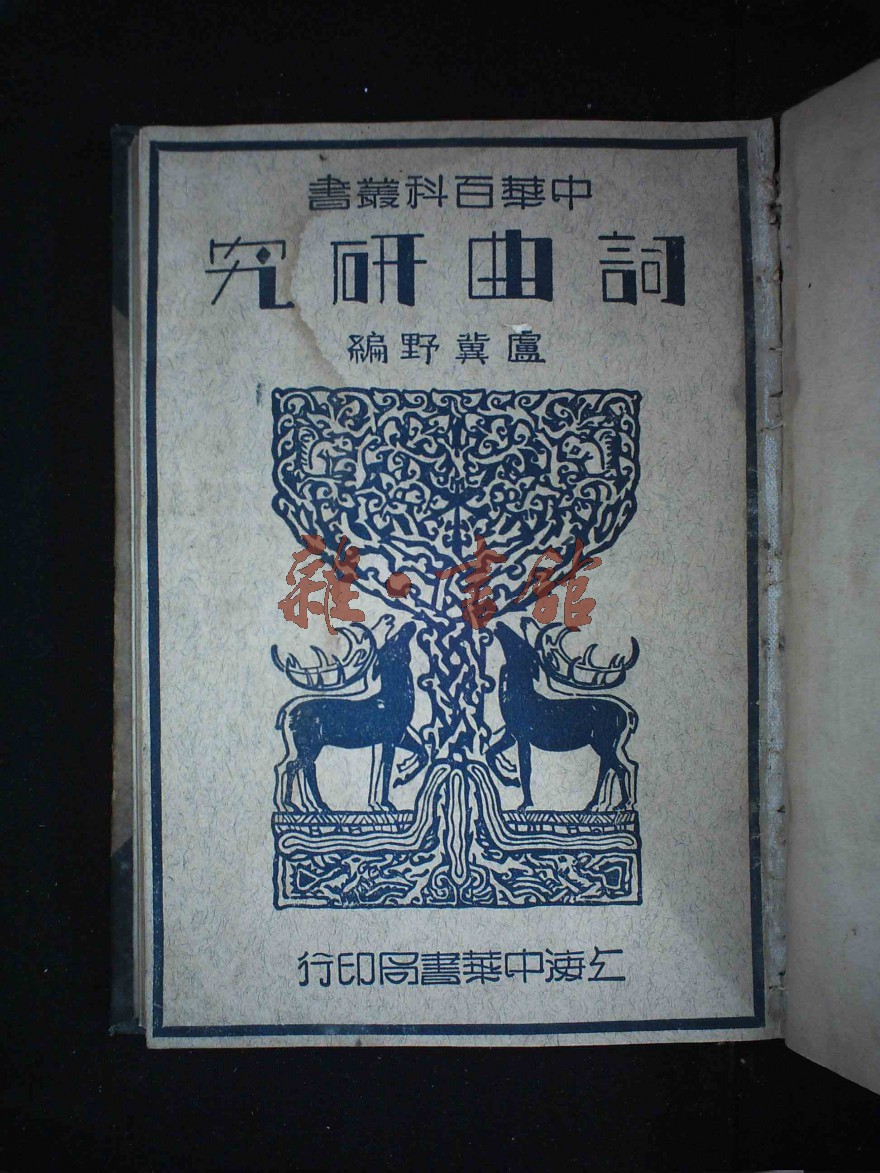 中華百科叢書
詞曲研究
盧冀野編
雜·書館
上海中華書局印行